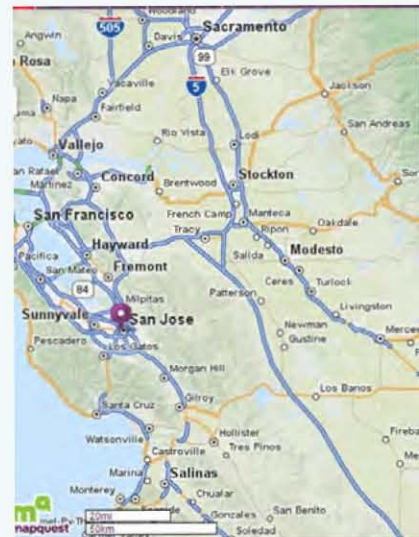 Woodland
Angwin
505
Sacramento
Davis
99
Rosa
5
Elk Grove
Vacaville
Jackson
Napa
Fairfield
San Andreas
Rio Vista
Lodi
Vallejo
San Rafael
Concord
Martinez
Brentwood
Stockton
French Camp
San Francisco
Manteca
Oakdale
Tracy
Ripon
Hayward
Salida
Modesto
Pacifica
Fremont
San Mateo
Ceres
84
Milpitas
Turlock
Patterson
Livingston
Sunnyvale
San Jose
Newman
Merce
Pescadero
Gustine
Los Gatos
Morgan Hill
Los Banos
Gilroy
Santa Cruz
Hollister
Fireba
Watsonville
Tres Pinos
Castroville
Me
Marina
Salinas
Monterey
Chualar
Gonzales
San Benito
20mi
50km
Soledad
mapquest